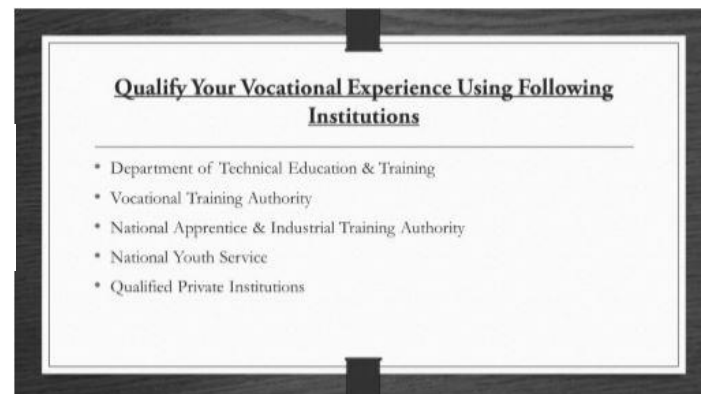 Qualify Your Vocational Experience Using Following
Institutions
• Department of Technical Education & Training
• Vocational Training Authority
• National Apprentice & Industrial Training Authority
• National Youth Service
• Qualified Private Institutions